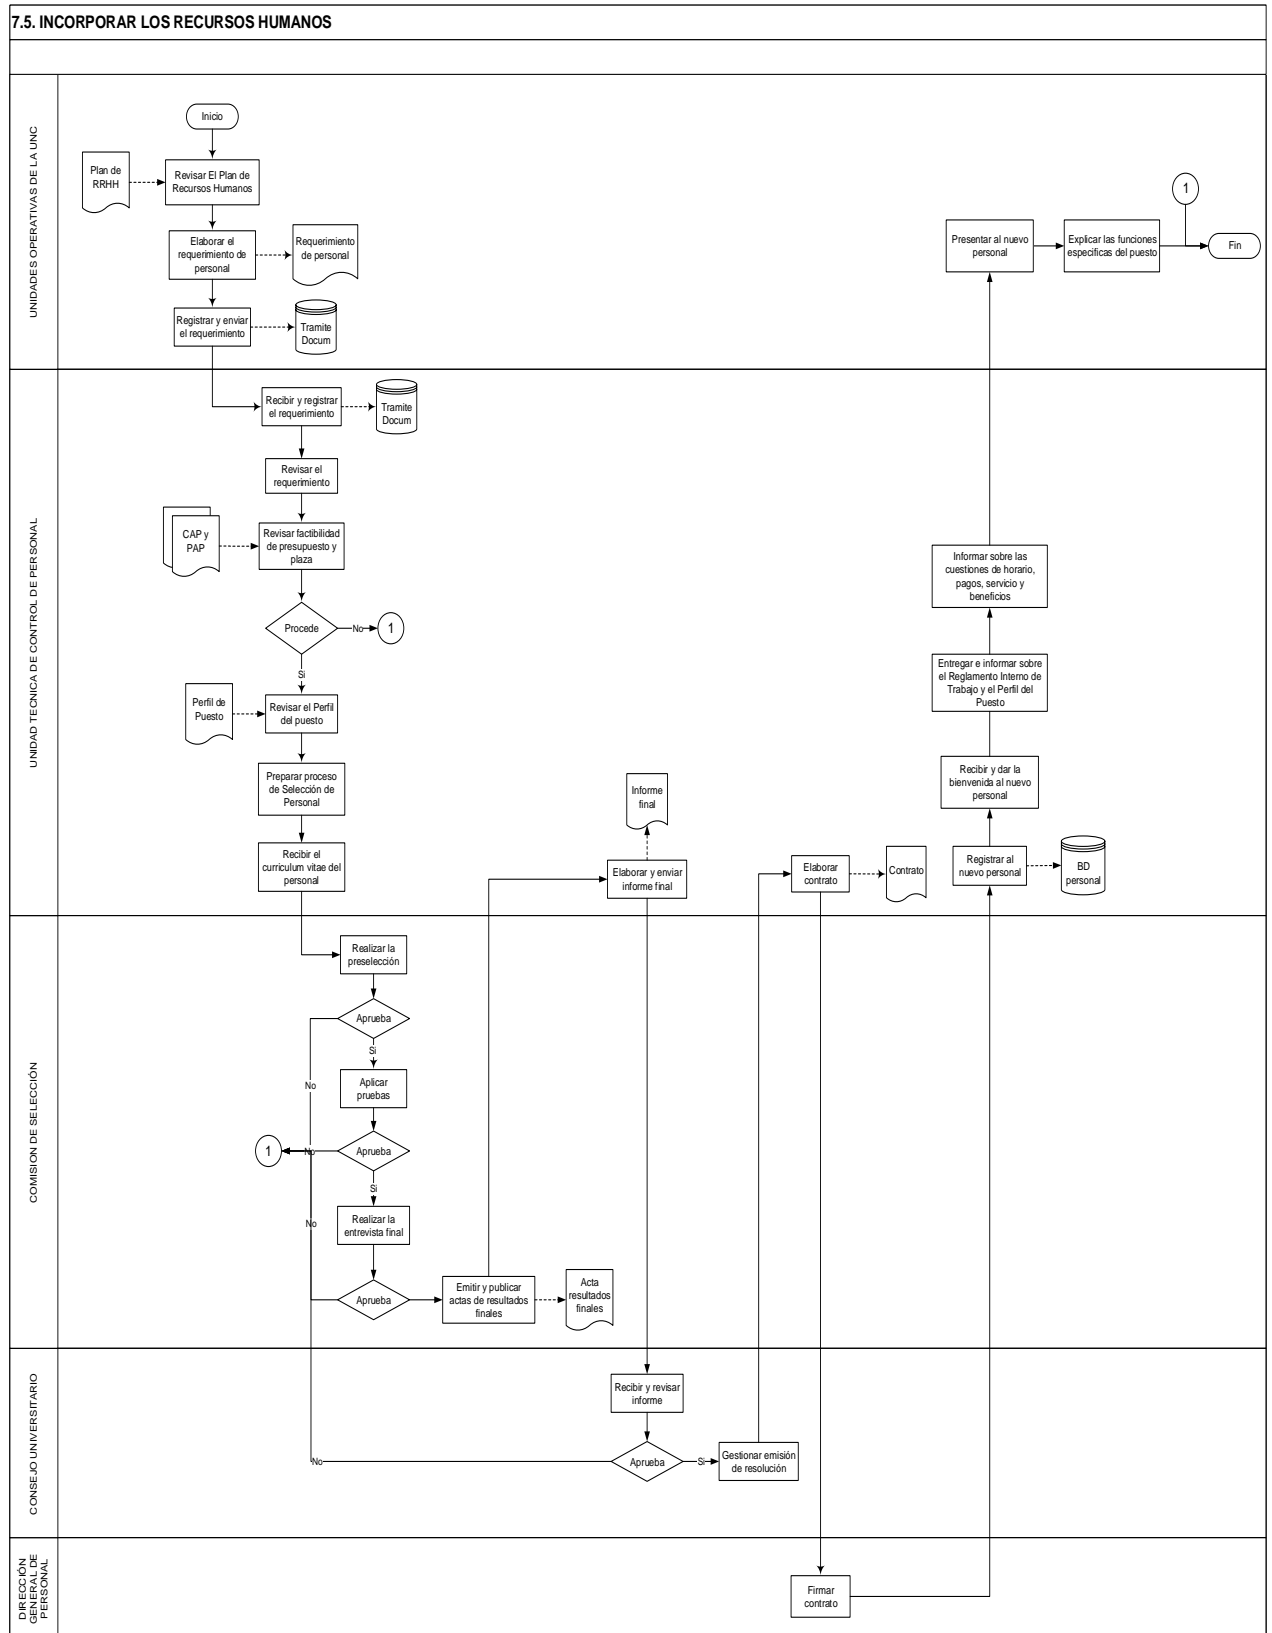 7.5. INCORPORAR LOS RECURSOS HUMANOS
UNIDADES OPERATIVAS DE LA UNC
Inicio
Plan de
RRHH
Revisar El Plan de
Recursos Humanos
Elaborar el
requerimiento de
personal
Requerimiento
de personal
Registrar y enviar
el requerimiento
Tramite
Docum
Presentar al nuevo
personal
Explicar las funciones
especificas del puesto
1
Fin
UNIDAD TECNICA DE CONTROL DE PERSONAL
Recibir y registrar
el requerimiento
Tramite
Docum
Revisar el
requerimiento
CAP y
PAP
Revisar factibilidad
de presupuesto y
plaza
Procede
No
1
Si
Perfil de
Puesto
Revisar el Perfil
del puesto
Preparar proceso
de Selección de
Personal
Recibir el
curriculum vitae del
personal
Informe
final
Elaborar y enviar
informe final
Elaborar
contrato
Contrato
Informar sobre las
cuestiones de horario,
pagos, servicio y
beneficios
Entregar e informar sobre
el Reglamento Interno de
Trabajo y el Perfil del
Puesto
Recibir y dar la
bienvenida al nuevo
personal
Registrar al
nuevo personal
BD
personal
COMISION DE SELECCIÓN
Realizar la
preselección
Aprueba
Si
No
Aplicar
pruebas
1
No
Aprueba
Si
No
Realizar la
entrevista final
Aprueba
Emitir y publicar
actas de resultados
finales
Acta
resultados
finales
CONSEJO UNIVERSITARIO
Recibir y revisar
informe
No
Aprueba
Si
Gestionar emisión
de resolución
DIRECCIÓN
GENERAL DE
PERSONAL
Firmar
contrato